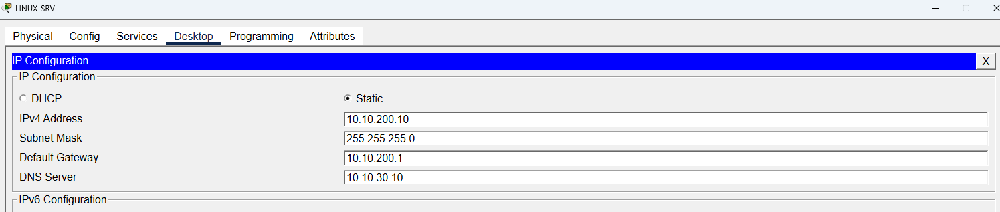 LINUX-SRV
Physical Config Services Desktop Programming Attributes
IP Configuration X
IP Configuration
DHCP Static
IPv4 Address 10.10.200.10
Subnet Mask 255.255.255.0
Default Gateway 10.10.200.1
DNS Server 10.10.30.10
IPv6 Configuration